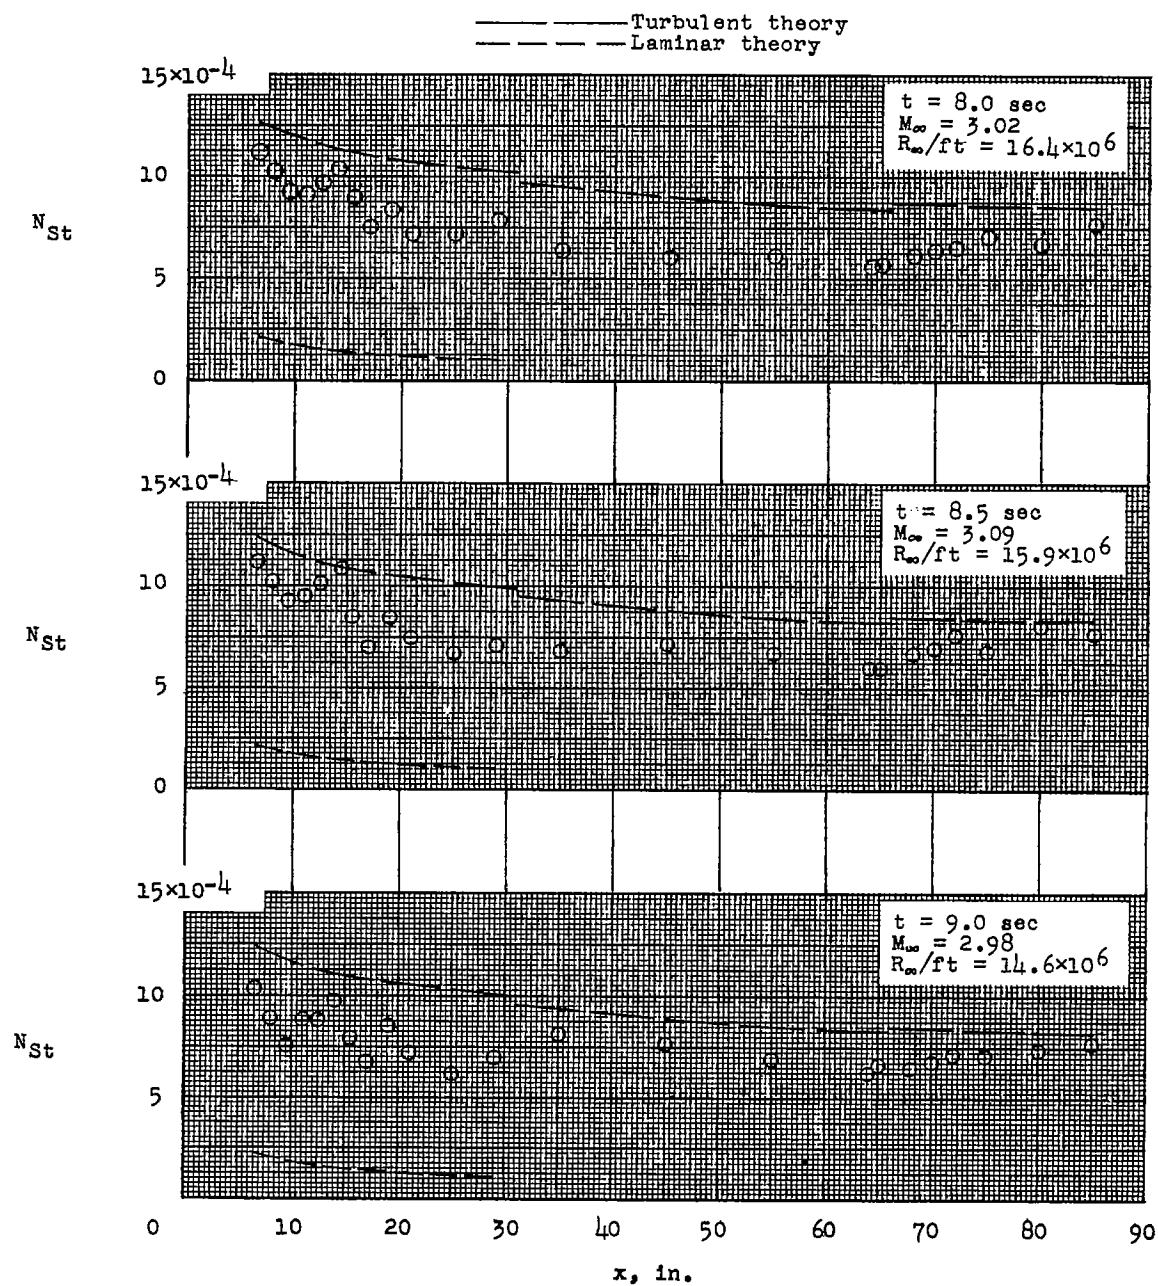 Turbulent theory
Laminar theory
15×10-4
t = 8.0 sec
M∞ = 3.02
R∞/ft = 16.4×10⁶
10
NSt
5
0
15×10-4
t = 8.5 sec
M∞ = 3.09
R∞/ft = 15.9×10⁶
10
NSt
5
0
15×10-4
t = 9.0 sec
M∞ = 2.98
R∞/ft = 14.6×10⁶
10
NSt
5
0 10 20 30 40 50 60 70 80 90
x, in.